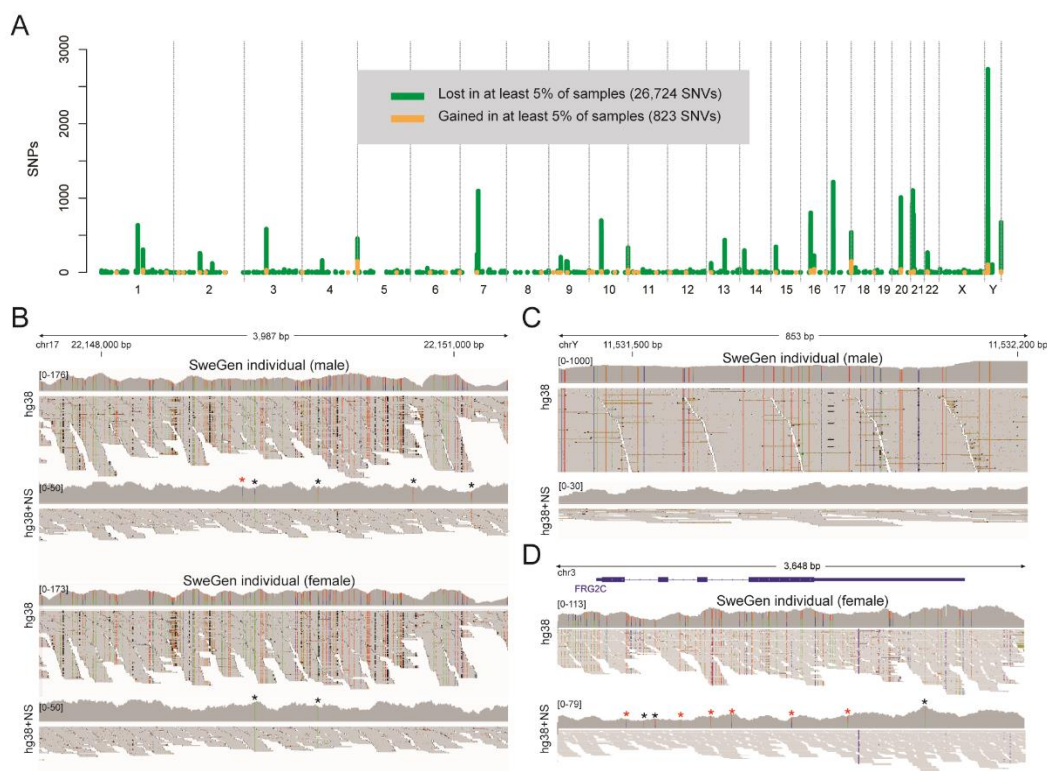 A
3000
2000
1000
0
SNPs
Lost in at least 5% of samples (26,724 SNVs)
Gained in at least 5% of samples (823 SNVs)
1 2 3 4 5 6 7 8 9 10 11 12 13 14 15 16 17 18 19 20 21 22 X Y
B
3,987 bp
chr17 22,148,000 bp 22,151,000 bp
SweGen individual (male)
[0-176]
hg38
[0-50] * * * * *
hg38+NS
SweGen individual (female)
[0-173]
hg38
[0-50] * *
hg38+NS
C
853 bp
chrY 11,531,500 bp 11,532,200 bp
SweGen individual (male)
[0-1000]
hg38
[0-30]
hg38+NS
D
3,648 bp
chr3
FRG2C
SweGen individual (female)
[0-113]
hg38
[0-79] * * * * * * * * *
hg38+NS